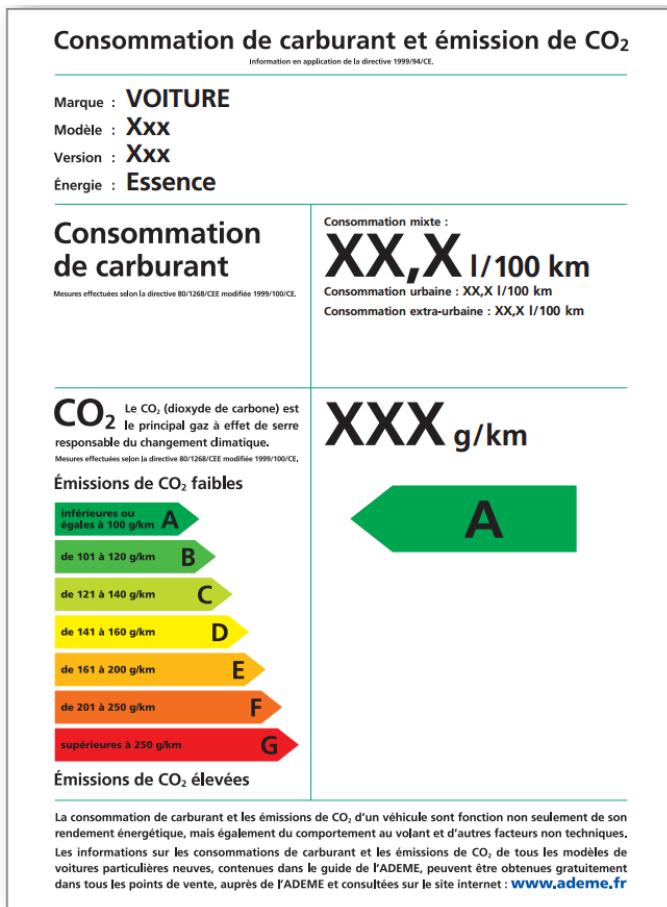 Consommation de carburant et émission de CO₂
Information en application de la directive 1999/94/CE.
Marque : VOITURE
Modèle : Xxx
Version : Xxx
Énergie : Essence
Consommation
de carburant
Mesures effectuées selon la directive 80/1268/CEE modifiée 1999/100/CE.
Consommation mixte :
XX,X l/100 km
Consommation urbaine : XX,X l/100 km
Consommation extra-urbaine : XX,X l/100 km
CO₂ Le CO₂ (dioxyde de carbone) est
le principal gaz à effet de serre
responsable du changement climatique.
Mesures effectuées selon la directive 80/1268/CEE modifiée 1999/100/CE.
Émissions de CO₂ faibles
inférieures ou
égales à 100 g/km A
de 101 à 120 g/km B
de 121 à 140 g/km C
de 141 à 160 g/km D
de 161 à 200 g/km E
de 201 à 250 g/km F
supérieures à 250 g/km G
Émissions de CO₂ élevées
XXX g/km
A
La consommation de carburant et les émissions de CO₂ d'un véhicule sont fonction non seulement de son
rendement énergétique, mais également du comportement au volant et d'autres facteurs non techniques.
Les informations sur les consommations de carburant et les émissions de CO₂ de tous les modèles de
voitures particulières neuves, contenues dans le guide de l'ADEME, peuvent être obtenues gratuitement
dans tous les points de vente, auprès de l'ADEME et consultées sur le site internet : www.ademe.fr